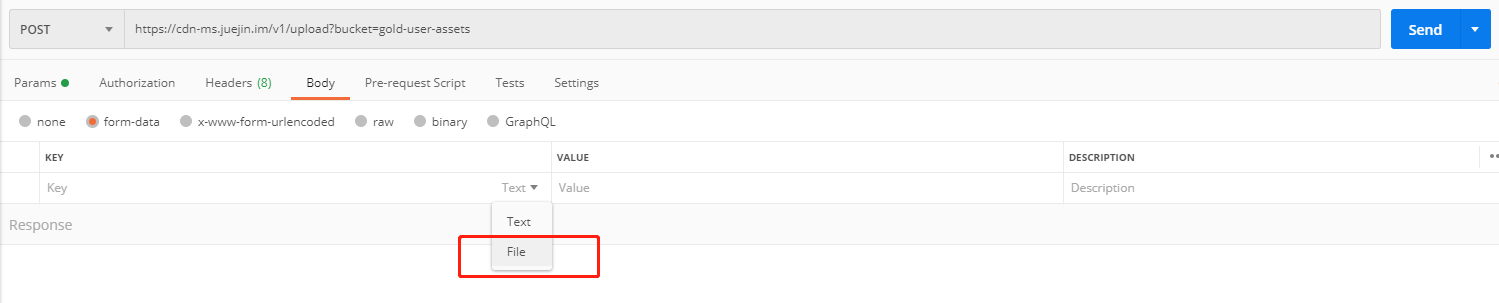 POST https://cdn-ms.juejin.im/v1/upload?bucket=gold-user-assets Send
Params Authorization Headers (8) Body Pre-request Script Tests Settings
none form-data x-www-form-urlencoded raw binary GraphQL
KEY VALUE DESCRIPTION
Key Text Value Description
Text
Response
File